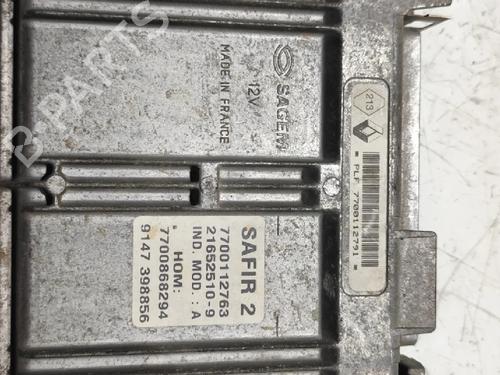 SAGEM
12V
MADE IN FRANCE
SAFIR 2
7700112763
21652510-9
IND. MOD. : A
HOM:
7700868294
9147 398856
213
* PLF 7700112791 *
B-PARTS